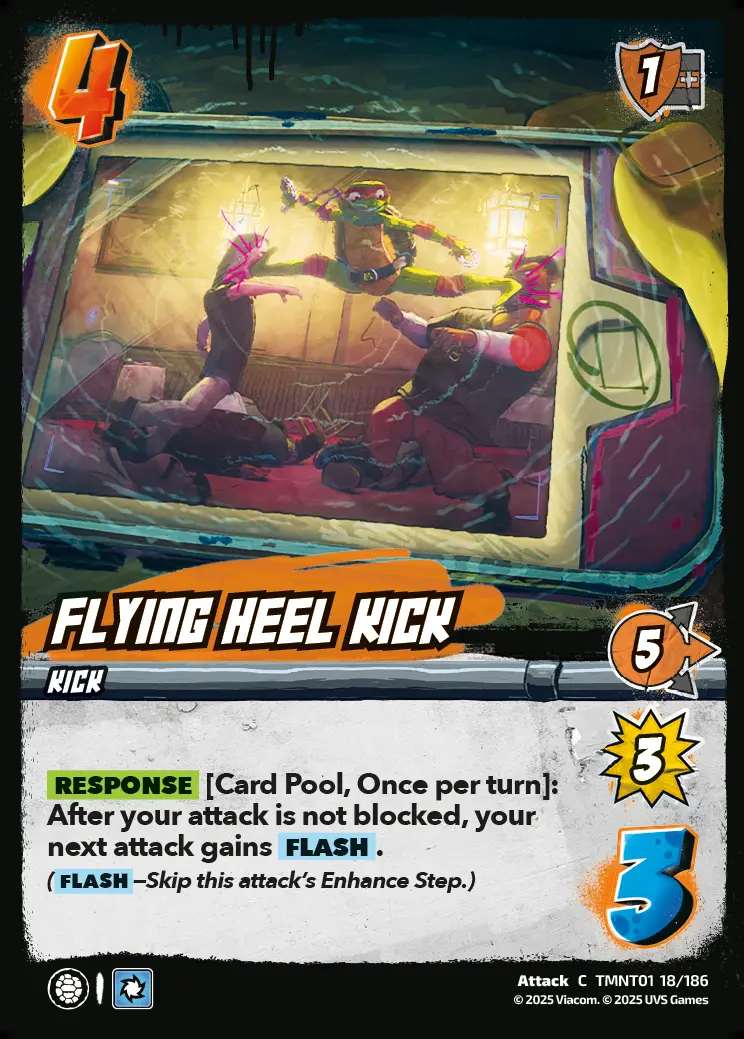 4
1
FLYING HEEL KICK
5
KICK
3
RESPONSE [Card Pool, Once per turn]:
After your attack is not blocked, your
next attack gains FLASH.
(FLASH—Skip this attack's Enhance Step.)
3
Attack C TMNT01 18/186
© 2025 Viacom. © 2025 UVS Games